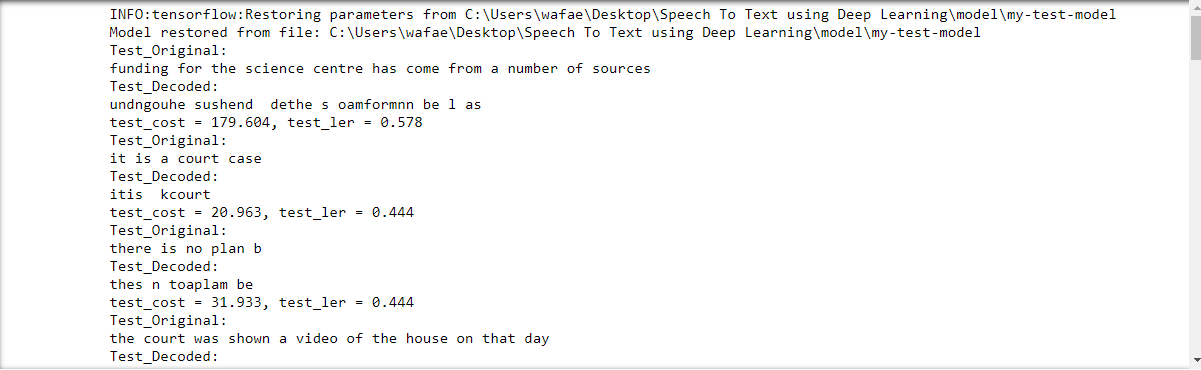 INFO:tensorflow:Restoring parameters from C:\Users\wafae\Desktop\Speech To Text using Deep Learning\model\my-test-model
Model restored from file: C:\Users\wafae\Desktop\Speech To Text using Deep Learning\model\my-test-model
Test_Original:
funding for the science centre has come from a number of sources
Test_Decoded:
undngouhe sushend  dethe s oamformnn be l as
test_cost = 179.604, test_ler = 0.578
Test_Original:
it is a court case
Test_Decoded:
itis  kcourt
test_cost = 20.963, test_ler = 0.444
Test_Original:
there is no plan b
Test_Decoded:
thes n toaplam be
test_cost = 31.933, test_ler = 0.444
Test_Original:
the court was shown a video of the house on that day
Test_Decoded: